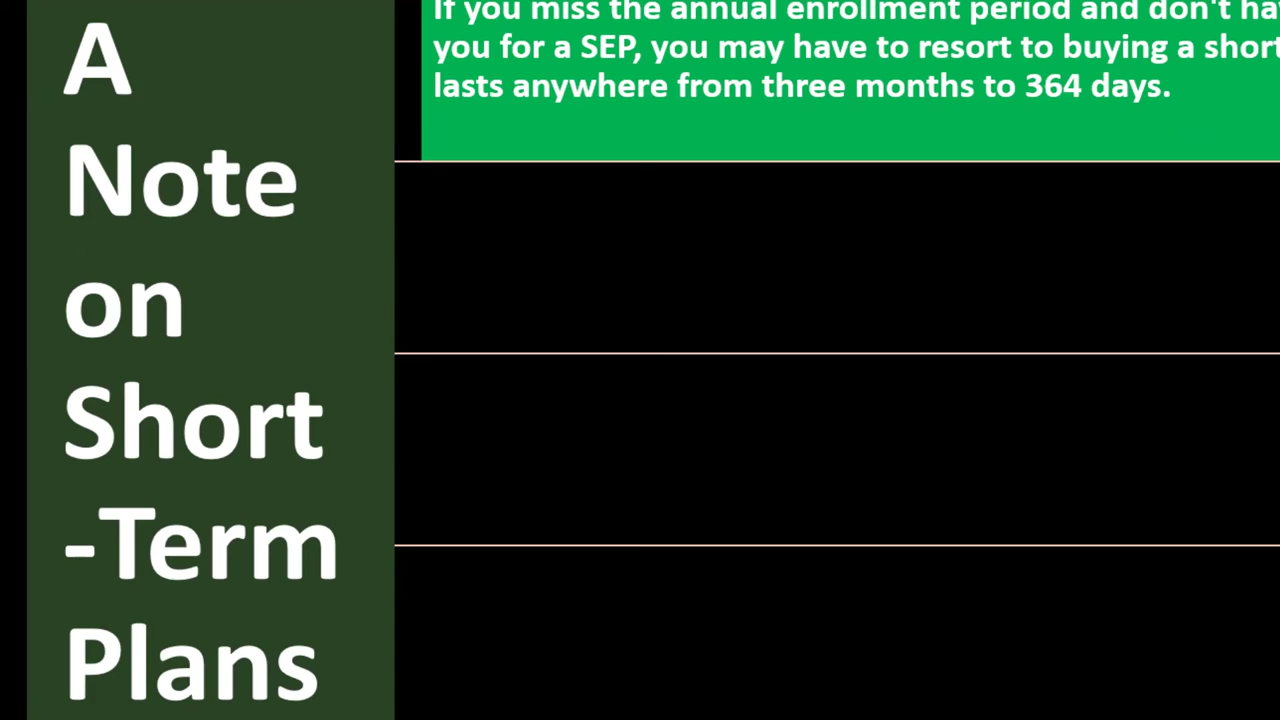 A
Note
on
Short
-Term
Plans
If you miss the annual enrollment period and don't
you for a SEP, you may have to resort to buying a short
lasts anywhere from three months to 364 days.